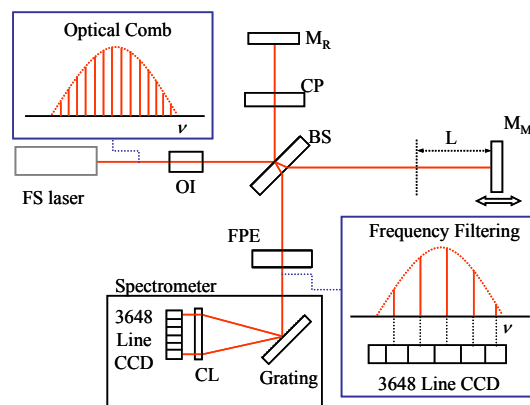 Optical Comb
ν
FS laser
OI
M_R
CP
BS
L
M_M
FPE
Frequency Filtering
ν
3648 Line CCD
Spectrometer
3648
Line
CCD
CL
Grating